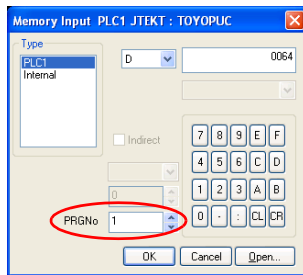 Memory Input PLC1 JTEKT : TOYOPUC
Type
PLC1
Internal
D
0064
Indirect
7 8 9 E F
4 5 6 C D
1 2 3 A B
0 - : CL CR
0
PRGNo 1
OK Cancel Open...